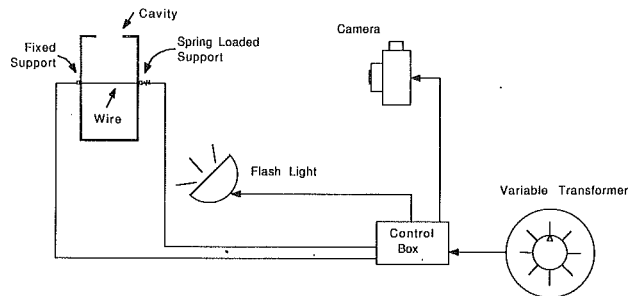 Cavity
Fixed
Support
Spring Loaded
Support
Camera
Wire
Flash Light
Variable Transformer
Control
Box